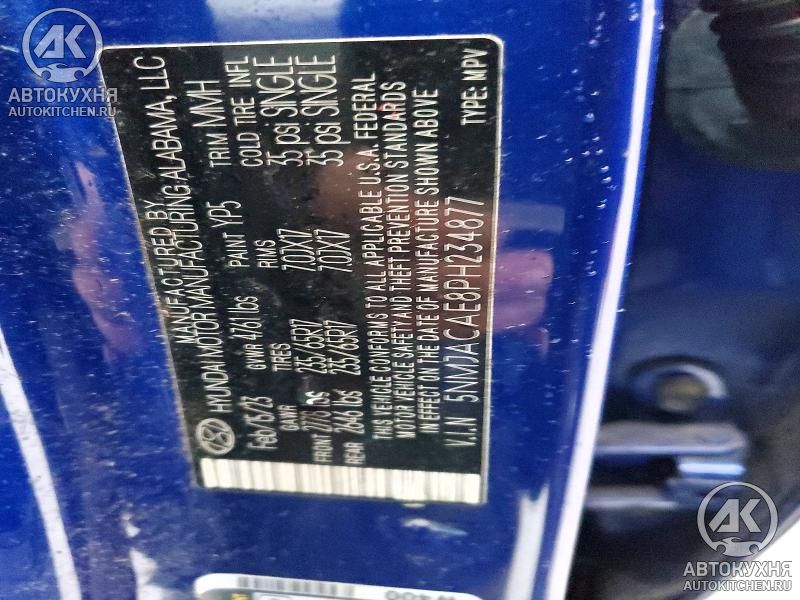 АВТОКУХНЯ
AUTOKITCHEN.RU
MANUFACTURED BY
HYUNDAI MOTOR MANUFACTURING ALABAMA, LLC
Feb/15/23 GVWR 4761 lbs PAINT YP5 TRIM MMH
GAWR TIRES RIMS COLD TIRE INFL
FRONT lbs 235/65R17 7.0JX17 35 psi SINGLE
REAR 2646 lbs 235/65R17 7.0JX17 35 psi SINGLE
THIS VEHICLE CONFORMS TO ALL APPLICABLE U.S.A. FEDERAL
MOTOR VEHICLE SAFETY AND THEFT PREVENTION STANDARDS
IN EFFECT ON THE DATE OF MANUFACTURE SHOWN ABOVE
V.I.N 5NMJACAE8PH234877 TYPE: MPV
АВТОКУХНЯ
AUTOKITCHEN.RU